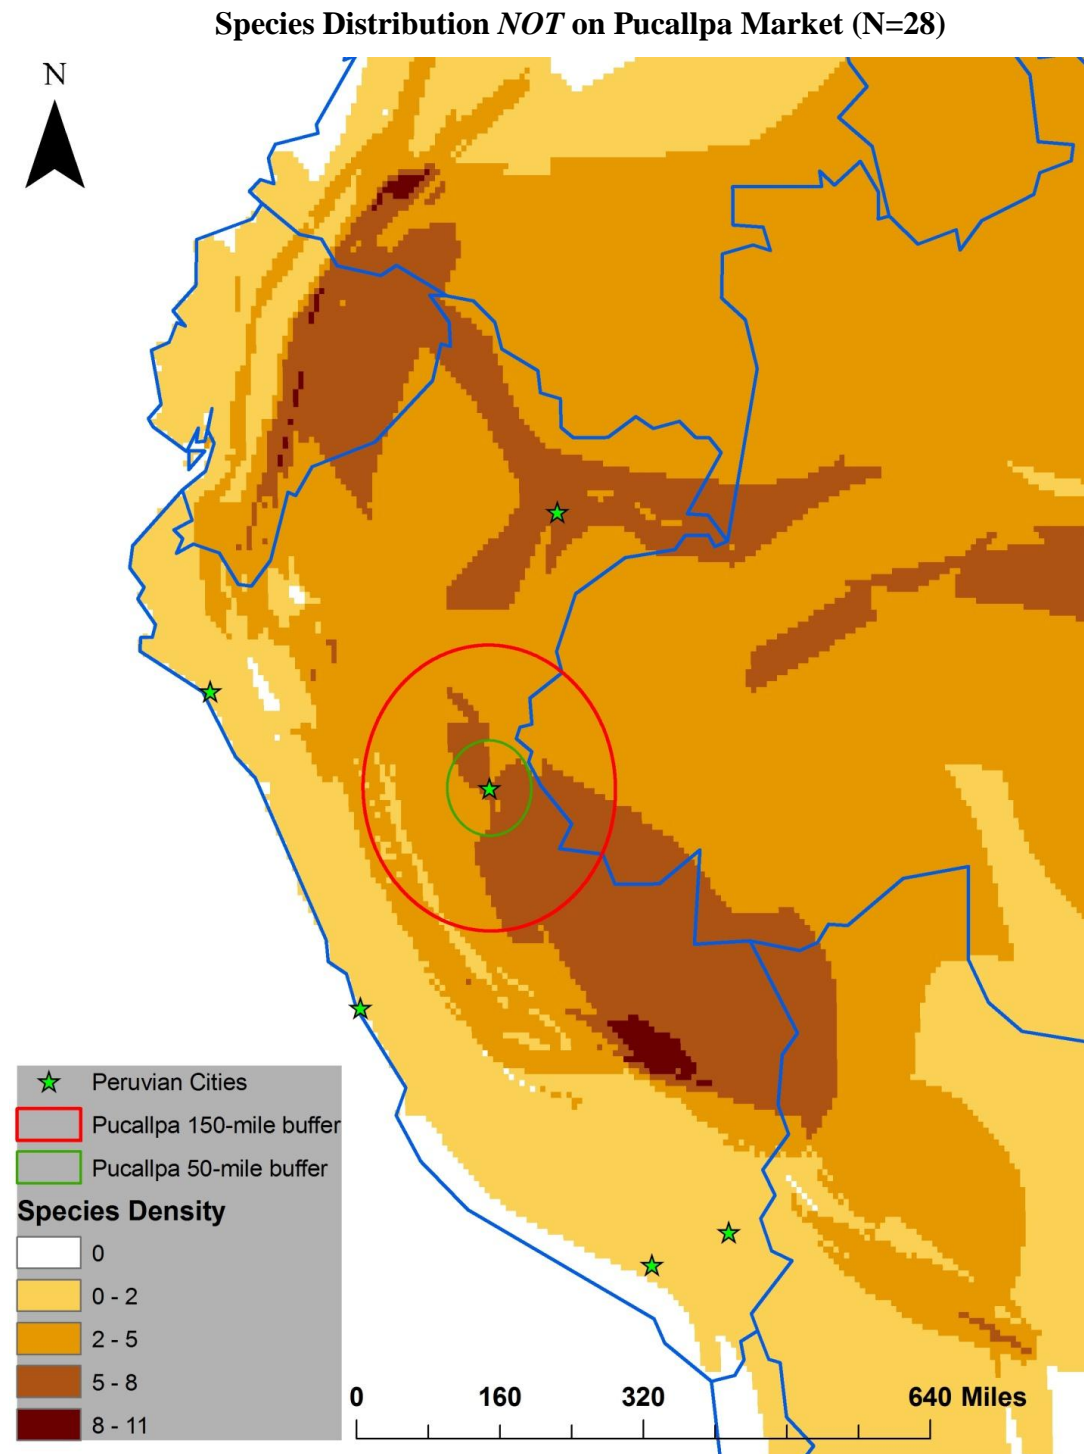 Species Distribution NOT on Pucallpa Market (N=28)
N
Peruvian Cities
Pucallpa 150-mile buffer
Pucallpa 50-mile buffer
Species Density
0
0 - 2
2 - 5
5 - 8
8 - 11
0 160 320 640 Miles